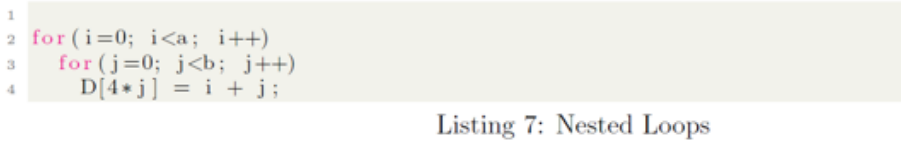 1
2 for(i=0; i<a; i++)
3 for(j=0; j<b; j++)
4 D[4*j] = i + j;
Listing 7: Nested Loops